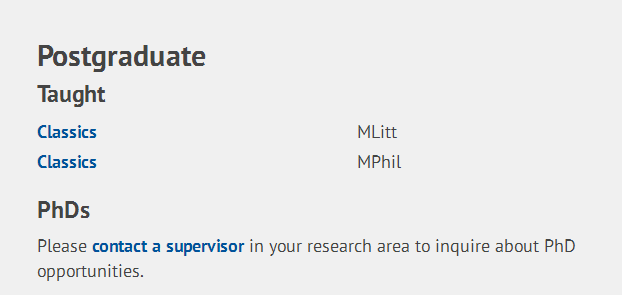 Postgraduate
Taught
Classics MLitt
Classics MPhil
PhDs
Please contact a supervisor in your research area to inquire about PhD
opportunities.